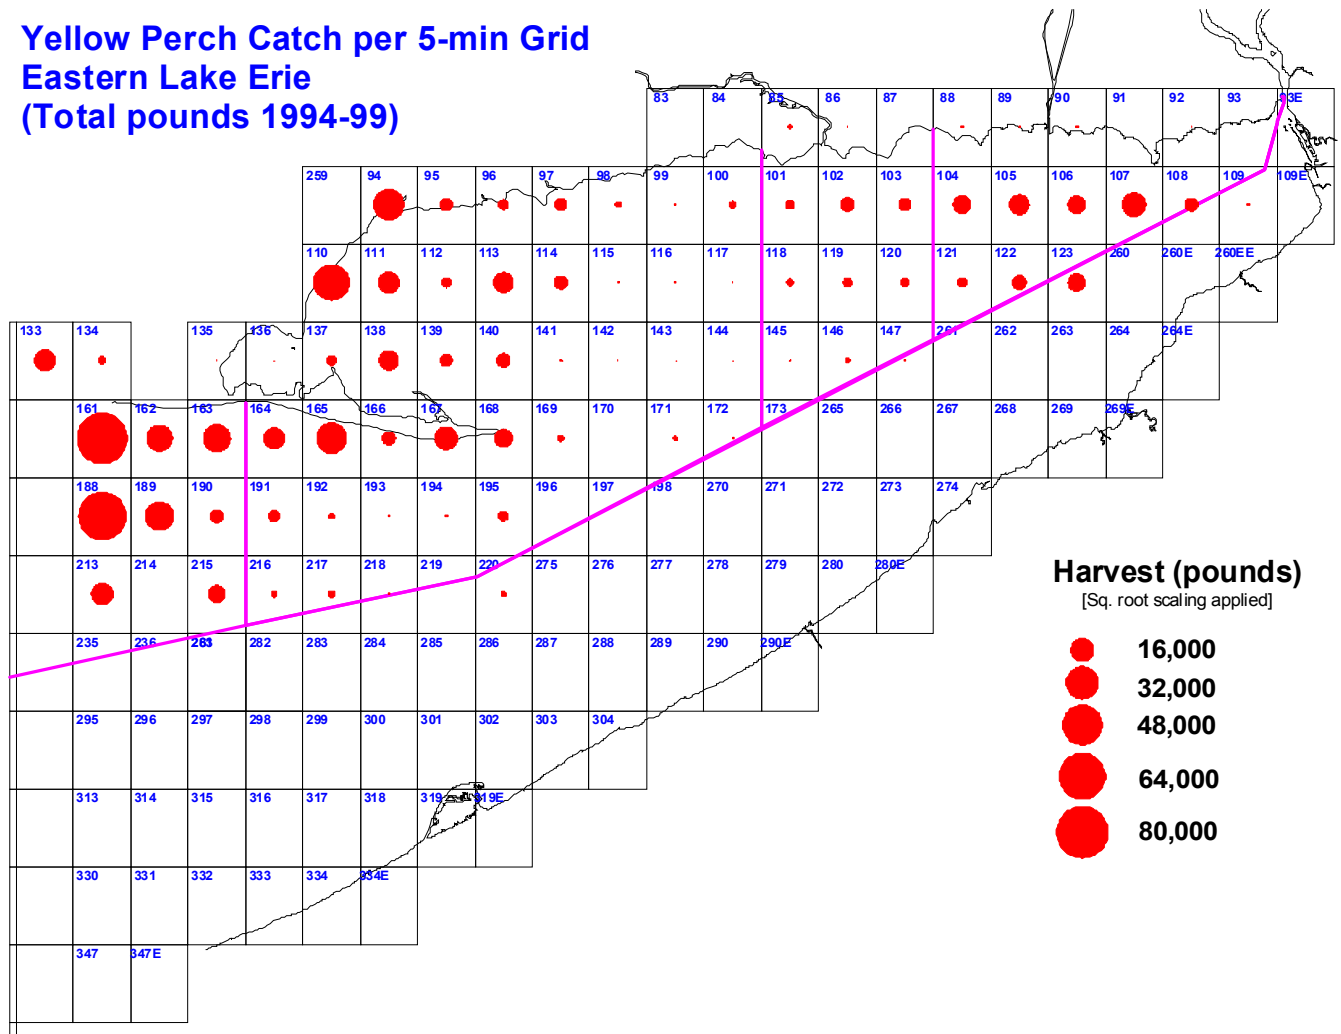 Yellow Perch Catch per 5-min Grid
Eastern Lake Erie
(Total pounds 1994-99)
83 84 85 86 87 88 89 90 91 92 93 93E
259 94 95 96 97 98 99 100 101 102 103 104 105 106 107 108 109 109E
110 111 112 113 114 115 116 117 118 119 120 121 122 123 260 260E 260EE
133 134 135 136 137 138 139 140 141 142 143 144 145 146 147 261 262 263 264 264E
161 162 163 164 165 166 167 168 169 170 171 172 173 265 266 267 268 269 269E
188 189 190 191 192 193 194 195 196 197 198 270 271 272 273 274
213 214 215 216 217 218 219 220 275 276 277 278 279 280 280E
235 236 282 283 284 285 286 287 288 289 290 290E
295 296 297 298 299 300 301 302 303 304
313 314 315 316 317 318 319 319E
330 331 332 333 334 334E
347 347E
Harvest (pounds)
[Sq. root scaling applied]
16,000
32,000
48,000
64,000
80,000